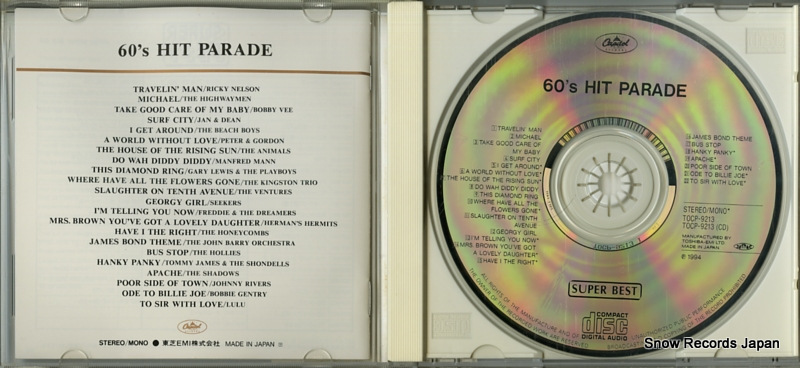 60's HIT PARADE
TRAVELIN' MAN/RICKY NELSON
MICHAEL/THE HIGHWAYMEN
TAKE GOOD CARE OF MY BABY/BOBBY VEE
SURF CITY/JAN & DEAN
I GET AROUND/THE BEACH BOYS
A WORLD WITHOUT LOVE/PETER & GORDON
THE HOUSE OF THE RISING SUN/THE ANIMALS
DO WAH DIDDY DIDDY/MANFRED MANN
THIS DIAMOND RING/GARY LEWIS & THE PLAYBOYS
WHERE HAVE ALL THE FLOWERS GONE/THE KINGSTON TRIO
SLAUGHTER ON TENTH AVENUE/THE VENTURES
GEORGY GIRL/SEEKERS
I'M TELLING YOU NOW/FREDDIE & THE DREAMERS
MRS. BROWN YOU'VE GOT A LOVELY DAUGHTER/HERMAN'S HERMITS
HAVE I THE RIGHT/THE HONEYCOMBS
JAMES BOND THEME/THE JOHN BARRY ORCHESTRA
BUS STOP/THE HOLLIES
HANKY PANKY/TOMMY JAMES & THE SHONDELLS
APACHE/THE SHADOWS
POOR SIDE OF TOWN/JOHNNY RIVERS
ODE TO BILLIE JOE/BOBBIE GENTRY
TO SIR WITH LOVE/LULU
Capitol
STEREO/MONO ● 東芝EMI株式会社 MADE IN JAPAN
Capitol
60's HIT PARADE
TRAVELIN' MAN
MICHAEL
TAKE GOOD CARE OF
MY BABY
SURF CITY
I GET AROUND*
A WORLD WITHOUT LOVE*
THE HOUSE OF THE RISING SUN*
DO WAH DIDDY DIDDY
THIS DIAMOND RING
WHERE HAVE ALL THE
FLOWERS GONE*
SLAUGHTER ON TENTH
AVENUE
GEORGY GIRL
I'M TELLING YOU NOW*
MRS. BROWN YOU'VE GOT
A LOVELY DAUGHTER*
HAVE I THE RIGHT*
JAMES BOND THEME
BUS STOP
HANKY PANKY*
APACHE*
POOR SIDE OF TOWN
ODE TO BILLIE JOE*
TO SIR WITH LOVE*
STEREO/MONO*
TOCP-9213
TOCP-9213 (CD)
MANUFACTURED BY
TOSHIBA-EMI LTD.
MADE IN JAPAN
℗ 1994
SUPER BEST
COMPACT
disc
DIGITAL AUDIO
Snow Records Japan